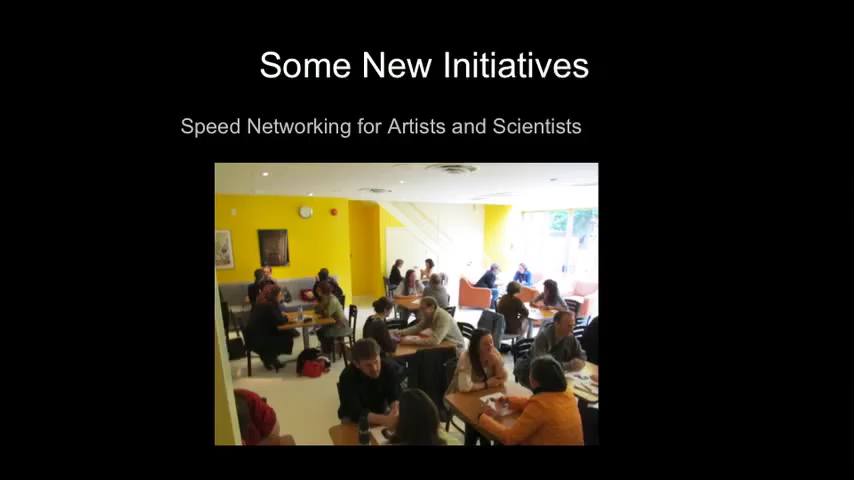 Some New Initiatives
Speed Networking for Artists and Scientists